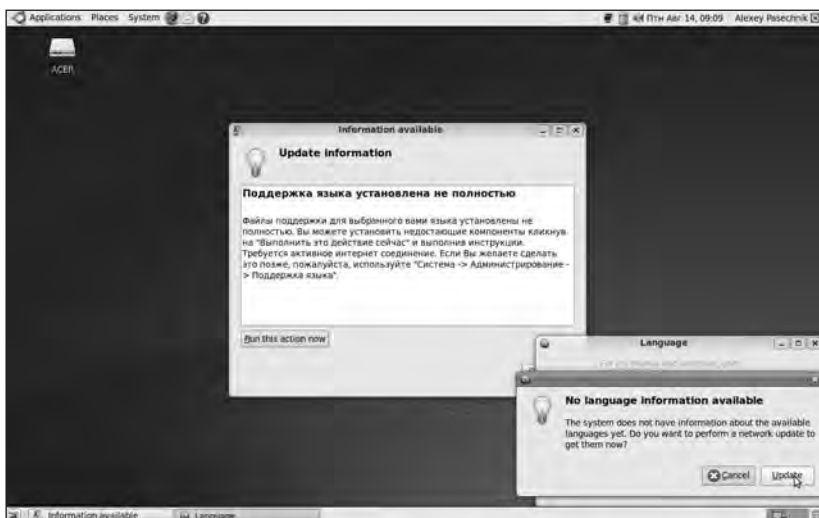 Applications Places System
Птн Авг 14, 09:09 Alexey Pasechnik
ACER
Information available
Update information
Поддержка языка установлена не полностью
Файлы поддержки для выбранного вами языка установлены не
полностью. Вы можете установить недостающие компоненты кликнув
на "Выполнить это действие сейчас" и выполнив инструкции.
Требуется активное интернет соединение. Если Вы желаете сделать
это позже, пожалуйста, используйте "Система -> Администрирование -
> Поддержка языка".
Run this action now
Language
No language information available
The system does not have information about the available
languages yet. Do you want to perform a network update to
get them now?
Cancel Update
Information available Language